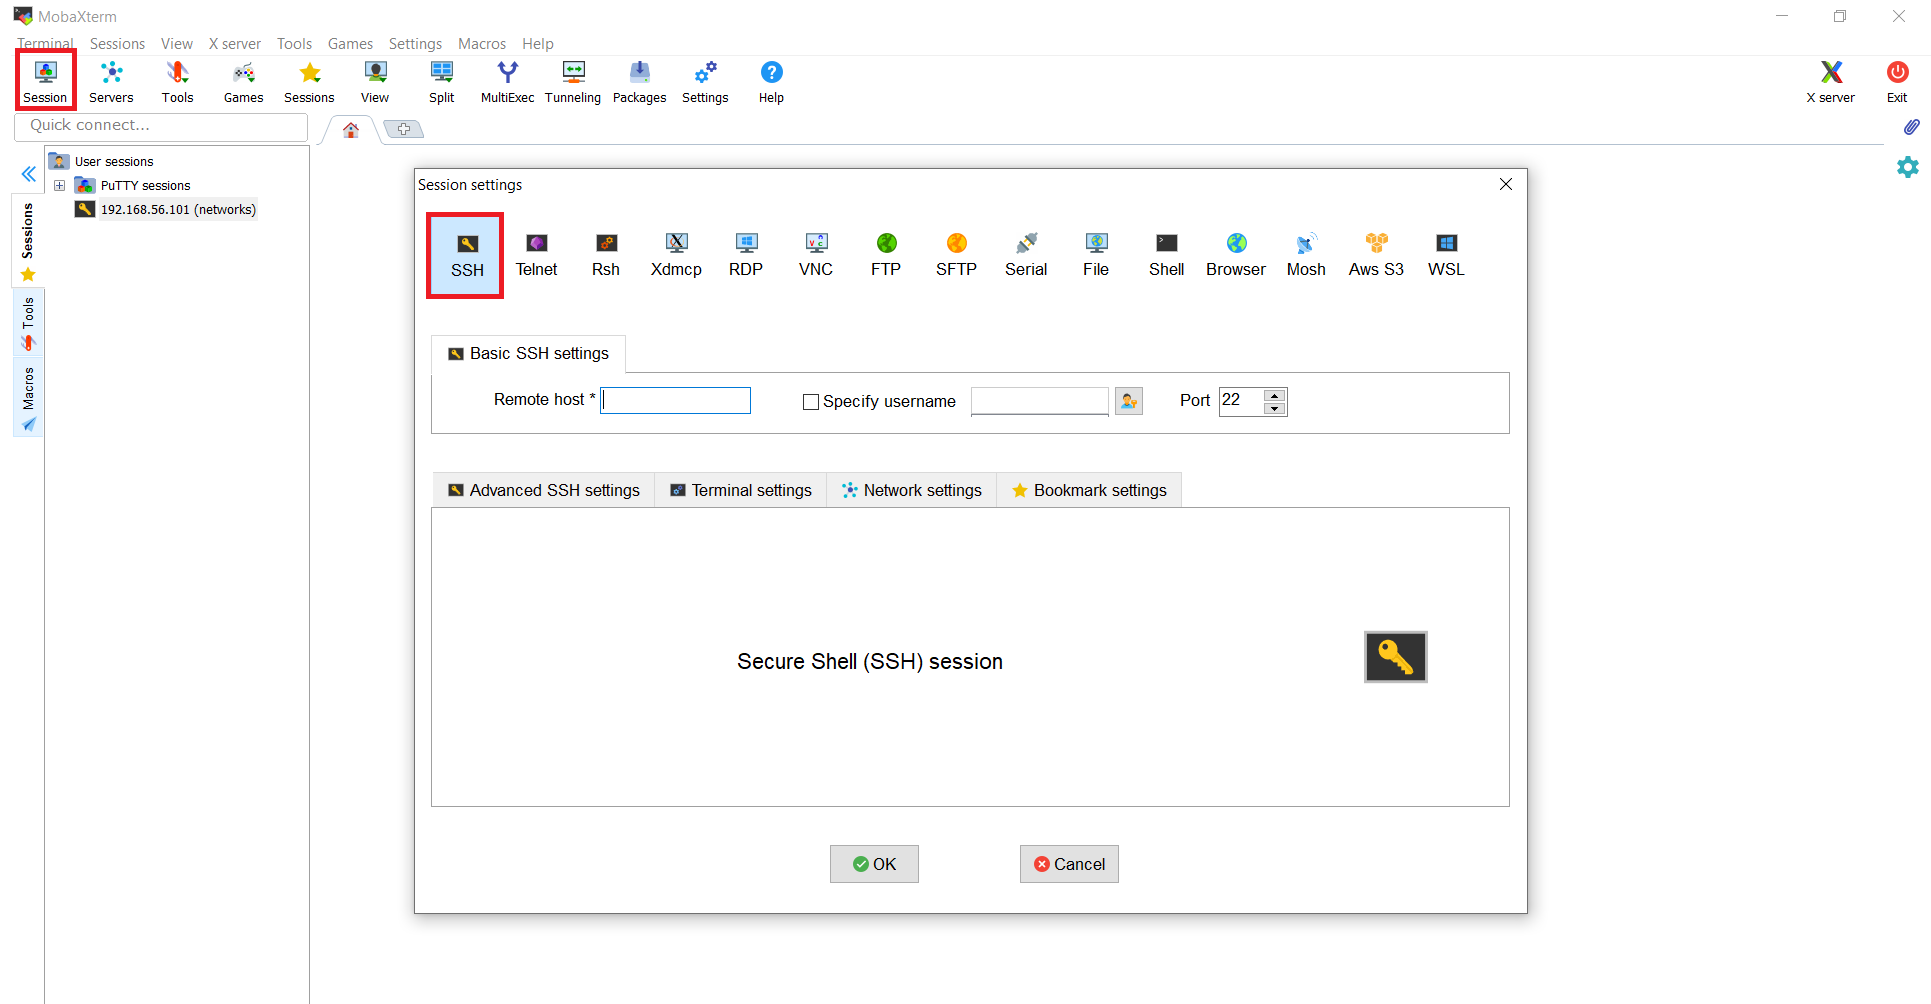 MobaXterm
Terminal Sessions View X server Tools Games Settings Macros Help
Session Servers Tools Games Sessions View Split MultiExec Tunneling Packages Settings Help X server Exit
Quick connect...
User sessions
PuTTY sessions
192.168.56.101 (networks)
Sessions
Tools
Macros
Session settings
SSH Telnet Rsh Xdmcp RDP VNC FTP SFTP Serial File Shell Browser Mosh Aws S3 WSL
Basic SSH settings
Remote host * Specify username Port 22
Advanced SSH settings Terminal settings Network settings Bookmark settings
Secure Shell (SSH) session
OK Cancel